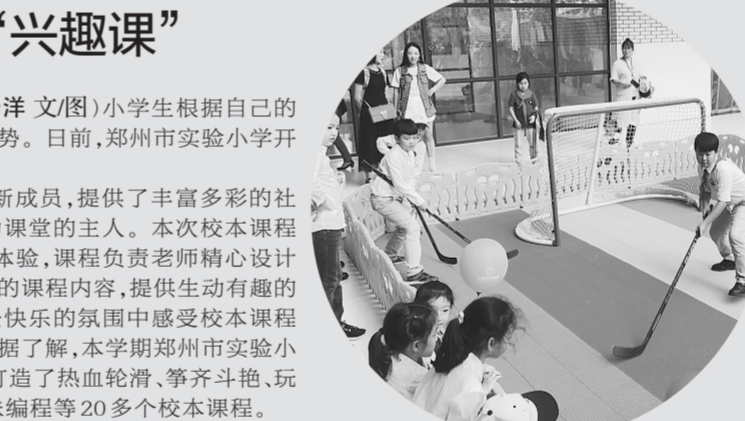 “兴趣课”
洋 文/图)小学生根据自己的
势。日前,郑州市实验小学开
新成员,提供了丰富多彩的社
课堂的主人。本次校本课程
体验,课程负责老师精心设计
的课程内容,提供生动有趣的
快乐的氛围中感受校本课程
据了解,本学期郑州市实验小
打造了热血轮滑、筝齐斗艳、玩
编程等20多个校本课程。